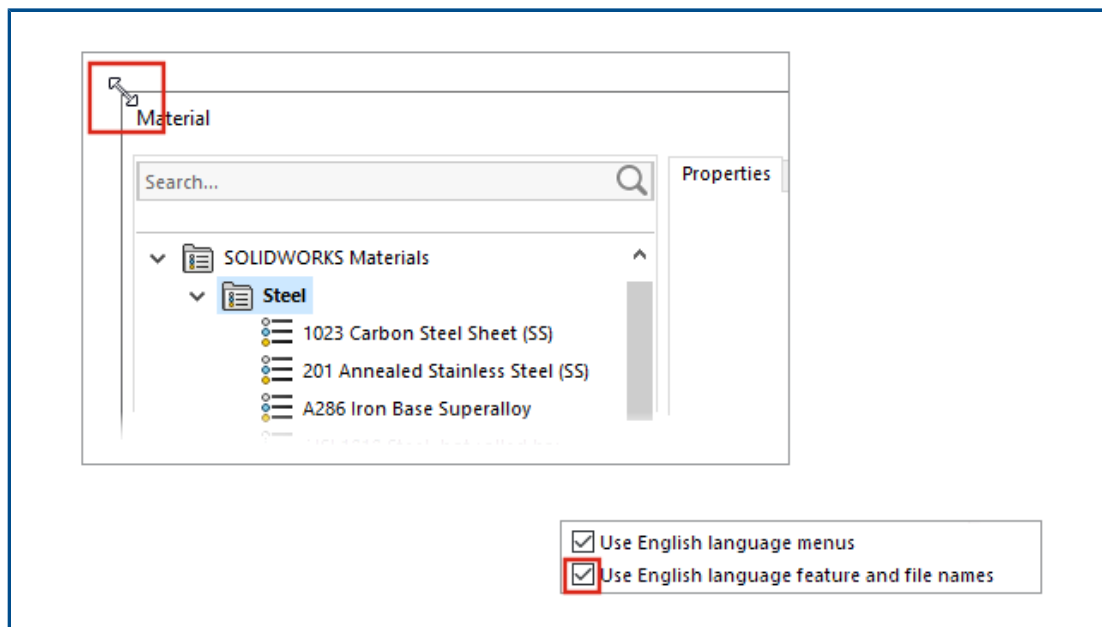 Material
Search...
Properties
SOLIDWORKS Materials
Steel
1023 Carbon Steel Sheet (SS)
201 Annealed Stainless Steel (SS)
A286 Iron Base Superalloy
Use English language menus
Use English language feature and file names